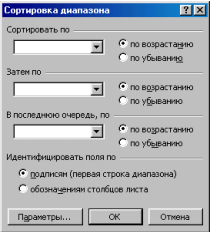 Сортировка диапазона
Сортировать по
по возрастанию
по убыванию
Затем по
по возрастанию
по убыванию
В последнюю очередь, по
по возрастанию
по убыванию
Идентифицировать поля по
подписям (первая строка диапазона)
обозначениям столбцов листа
Параметры... OK Отмена